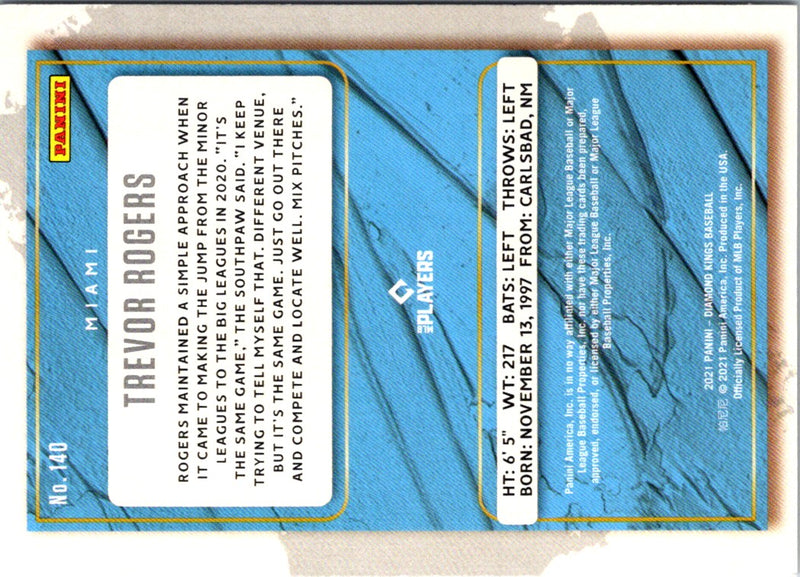 No. 140
PANINI
MIAMI
TREVOR ROGERS
ROGERS MAINTAINED A SIMPLE APPROACH WHEN
IT CAME TO MAKING THE JUMP FROM THE MINOR
LEAGUES TO THE BIG LEAGUES IN 2020. "IT'S
THE SAME GAME," THE SOUTHPAW SAID. "I KEEP
TRYING TO TELL MYSELF THAT. DIFFERENT VENUE,
BUT IT'S THE SAME GAME. JUST GO OUT THERE
AND COMPETE AND LOCATE WELL. MIX PITCHES."
MLB PLAYERS
HT: 6' 5" WT: 217 BATS: LEFT THROWS: LEFT
BORN: NOVEMBER 13, 1997 FROM: CARLSBAD, NM
Panini America, Inc. is in no way affiliated with either Major League Baseball or Major
League Baseball Properties, Inc. nor have these trading cards been prepared,
approved, endorsed, or licensed by either Major League Baseball or Major League
Baseball Properties, Inc.
2021 PANINI – DIAMOND KINGS BASEBALL
帕尼尼 © 2021 Panini America, Inc. Produced in the USA.
Officially Licensed Product of MLB Players, Inc.